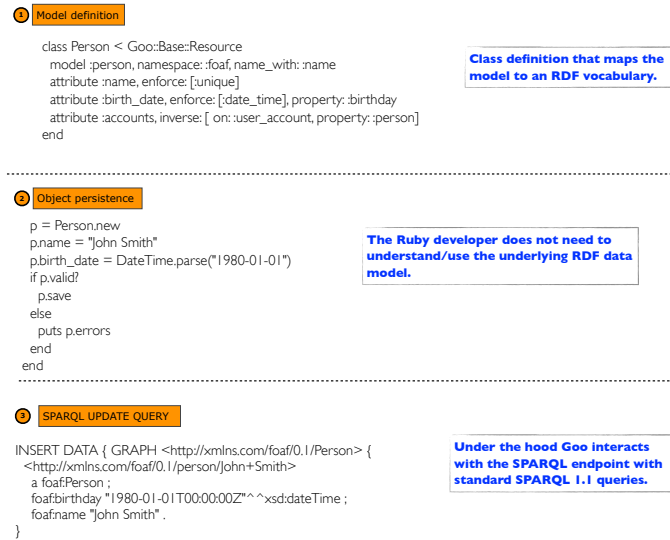 1 Model definition
class Person < Goo::Base::Resource
model :person, namespace: :foaf, name_with: :name
attribute :name, enforce: [:unique]
attribute :birth_date, enforce: [:date_time], property: :birthday
attribute :accounts, inverse: [ on: :user_account, property: :person]
end
Class definition that maps the
model to an RDF vocabulary.
2 Object persistence
p = Person.new
p.name = "John Smith"
p.birth_date = DateTime.parse("1980-01-01")
if p.valid?
p.save
else
puts p.errors
end
end
The Ruby developer does not need to
understand/use the underlying RDF data
model.
3 SPARQL UPDATE QUERY
INSERT DATA { GRAPH <http://xmlns.com/foaf/0.1/Person> {
<http://xmlns.com/foaf/0.1/person/John+Smith>
a foaf:Person ;
foaf:birthday "1980-01-01T00:00:00Z"^^xsd:dateTime ;
foaf:name "John Smith" .
}
Under the hood Goo interacts
with the SPARQL endpoint with
standard SPARQL 1.1 queries.